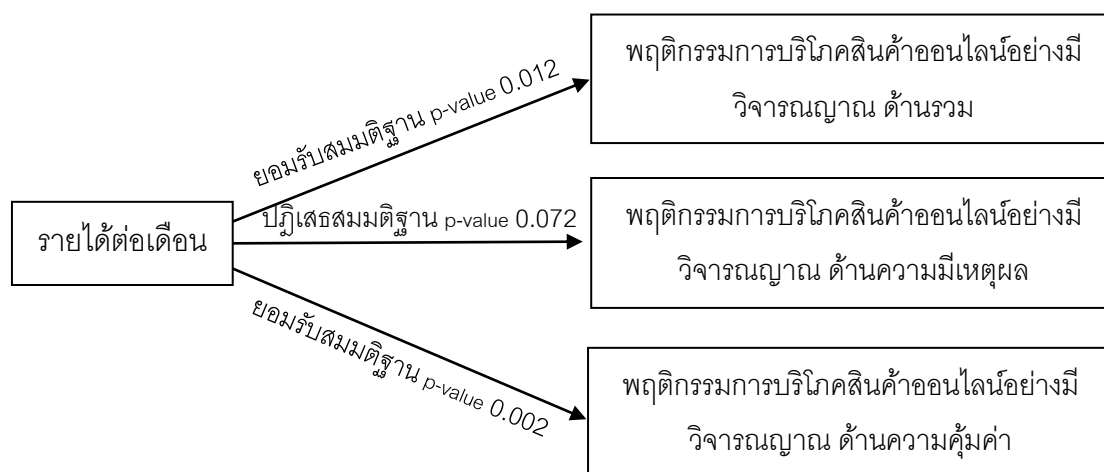 พฤติกรรมการบริโภคสินค้าออนไลน์อย่างมี
วิจารณญาณ ด้านรวม
ยอมรับสมมติฐาน p-value 0.012
รายได้ต่อเดือน
ปฏิเสธสมมติฐาน p-value 0.072
พฤติกรรมการบริโภคสินค้าออนไลน์อย่างมี
วิจารณญาณ ด้านความมีเหตุผล
ยอมรับสมมติฐาน p-value 0.002
พฤติกรรมการบริโภคสินค้าออนไลน์อย่างมี
วิจารณญาณ ด้านความคุ้มค่า